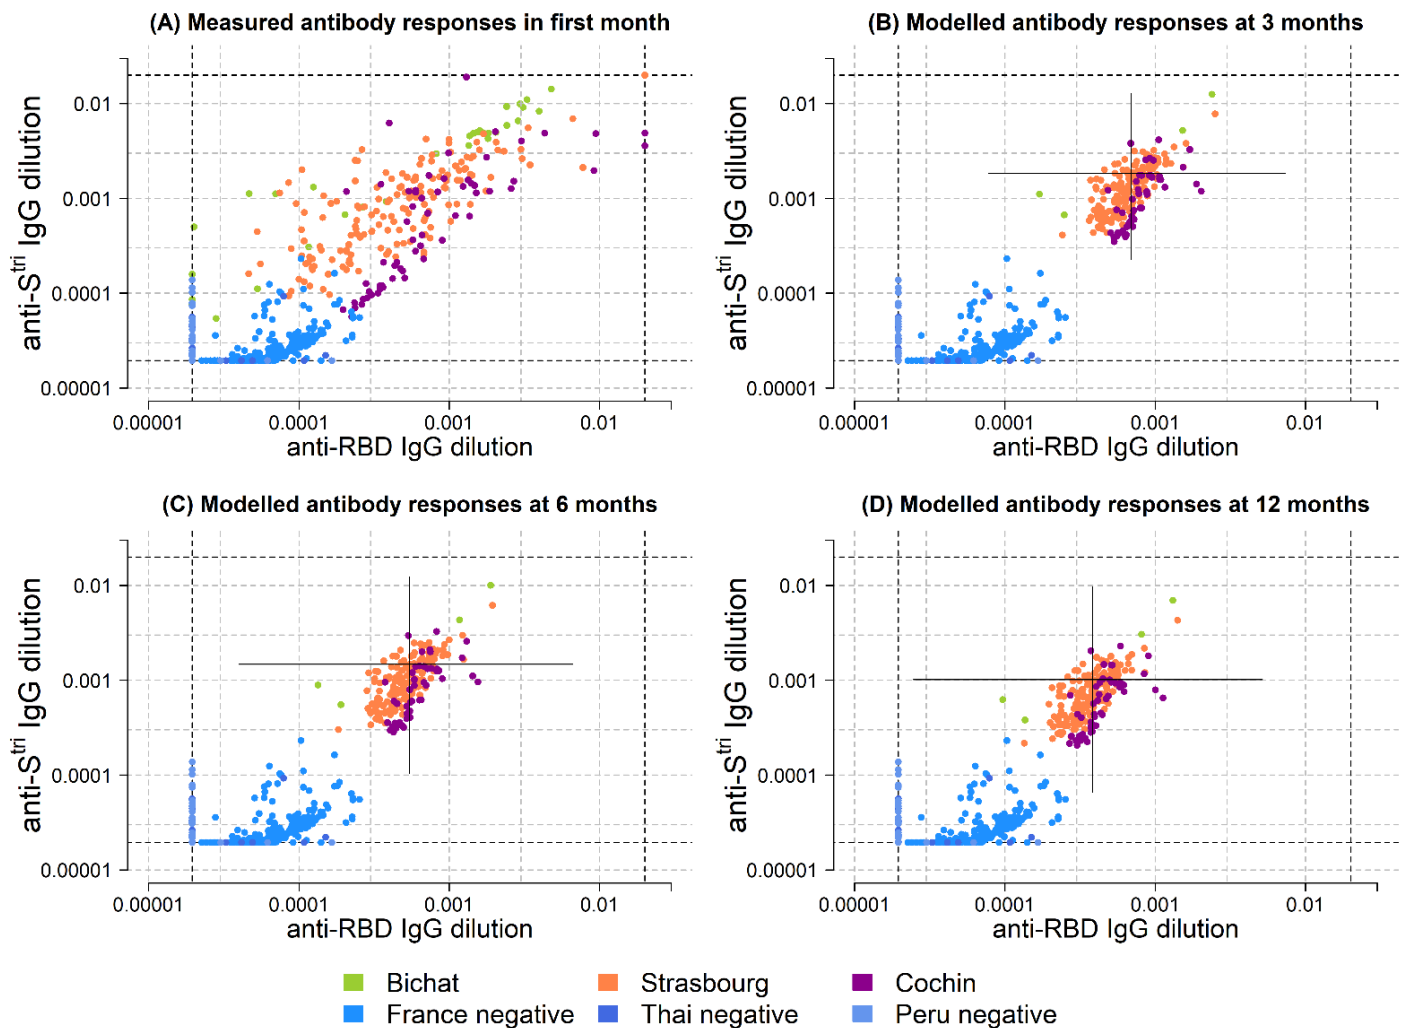 (A) Measured antibody responses in first month
(B) Modelled antibody responses at 3 months
anti-S^tri IgG dilution
0.01
0.001
0.0001
0.00001
0.00001 0.0001 0.001 0.01
anti-RBD IgG dilution
anti-S^tri IgG dilution
0.01
0.001
0.0001
0.00001
0.00001 0.0001 0.001 0.01
anti-RBD IgG dilution
(C) Modelled antibody responses at 6 months
(D) Modelled antibody responses at 12 months
anti-S^tri IgG dilution
0.01
0.001
0.0001
0.00001
0.00001 0.0001 0.001 0.01
anti-RBD IgG dilution
anti-S^tri IgG dilution
0.01
0.001
0.0001
0.00001
0.00001 0.0001 0.001 0.01
anti-RBD IgG dilution
Bichat Strasbourg Cochin
France negative Thai negative Peru negative